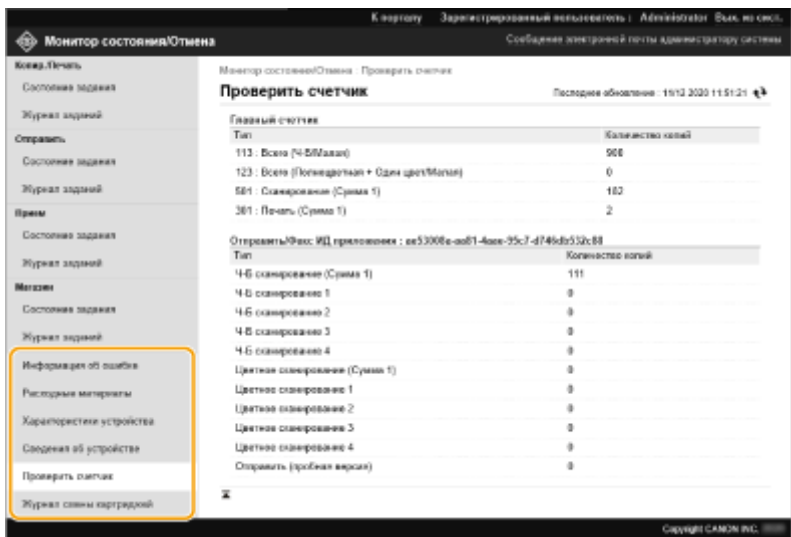 К порталу Зарегистрированный пользователь : Administrator Вых. из сист.
Монитор состояния/Отмена Сообщение электронной почты администратору системы
Копир./Печать
Состояние задания
Журнал заданий
Отправить
Состояние задания
Журнал заданий
Прием
Состояние задания
Журнал заданий
Магазин
Состояние задания
Журнал заданий
Информация об ошибке
Расходные материалы
Характеристики устройства
Сведения об устройстве
Проверить счетчик
Журнал смены картриджей
Монитор состояния/Отмена : Проверить счетчик
Проверить счетчик Последнее обновление : 11/12 2020 11:51:21
Главный счетчик
Тип Количество копий
113 : Всего (Ч-Б/Малая) 908
123 : Всего (Полноцветная + Один цвет/Малая) 0
501 : Сканирование (Сумма 1) 182
301 : Печать (Сумма 1) 2
Отправить/Факс ИД приложения :
Тип Количество копий
Ч-Б сканирование (Сумма 1) 111
Ч-Б сканирование 1 0
Ч-Б сканирование 2 0
Ч-Б сканирование 3 0
Ч-Б сканирование 4 0
Цветное сканирование (Сумма 1) 0
Цветное сканирование 1 0
Цветное сканирование 2 0
Цветное сканирование 3 0
Цветное сканирование 4 0
Отправить (пробная версия) 0
Copyright CANON INC.